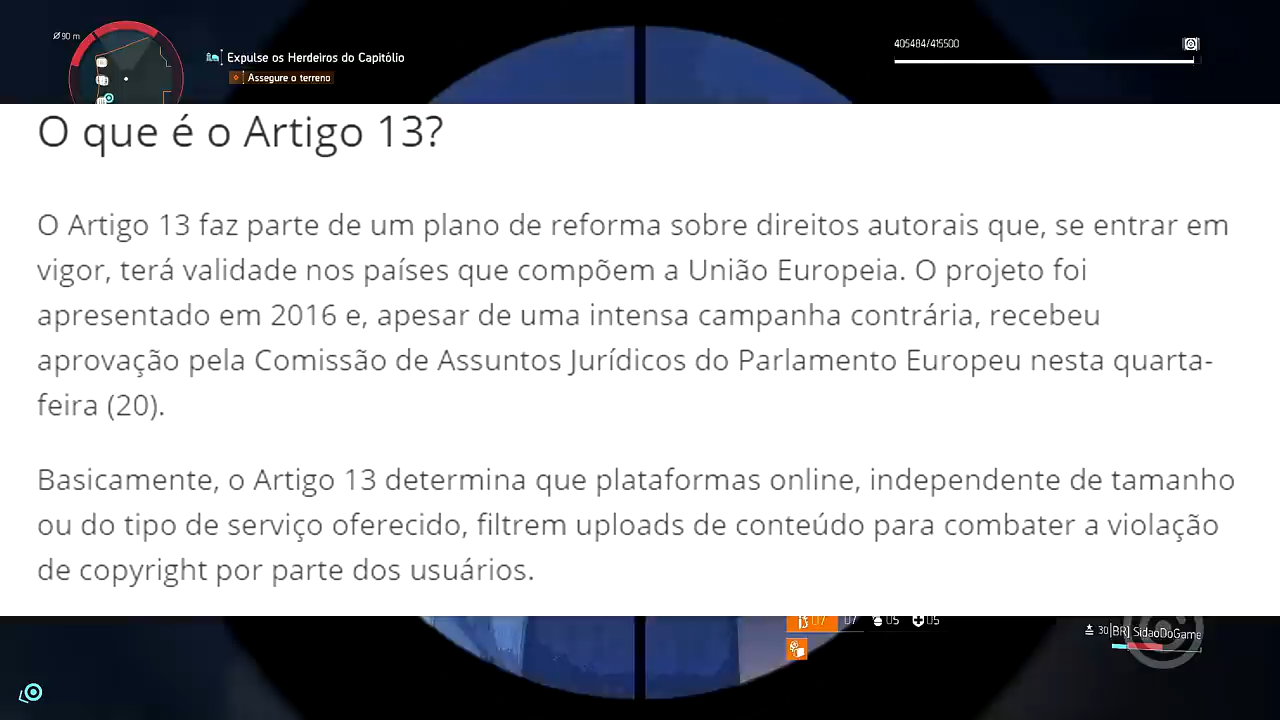 Ø 90 m
Expulse os Herdeiros do Capitólio
Assegure o terreno
405484/415500
O que é o Artigo 13?
O Artigo 13 faz parte de um plano de reforma sobre direitos autorais que, se entrar em
vigor, terá validade nos países que compõem a União Europeia. O projeto foi
apresentado em 2016 e, apesar de uma intensa campanha contrária, recebeu
aprovação pela Comissão de Assuntos Jurídicos do Parlamento Europeu nesta quarta-
feira (20).
Basicamente, o Artigo 13 determina que plataformas online, independente de tamanho
ou do tipo de serviço oferecido, filtrem uploads de conteúdo para combater a violação
de copyright por parte dos usuários.
07 05 05
30 [BR] SidaoDoGame